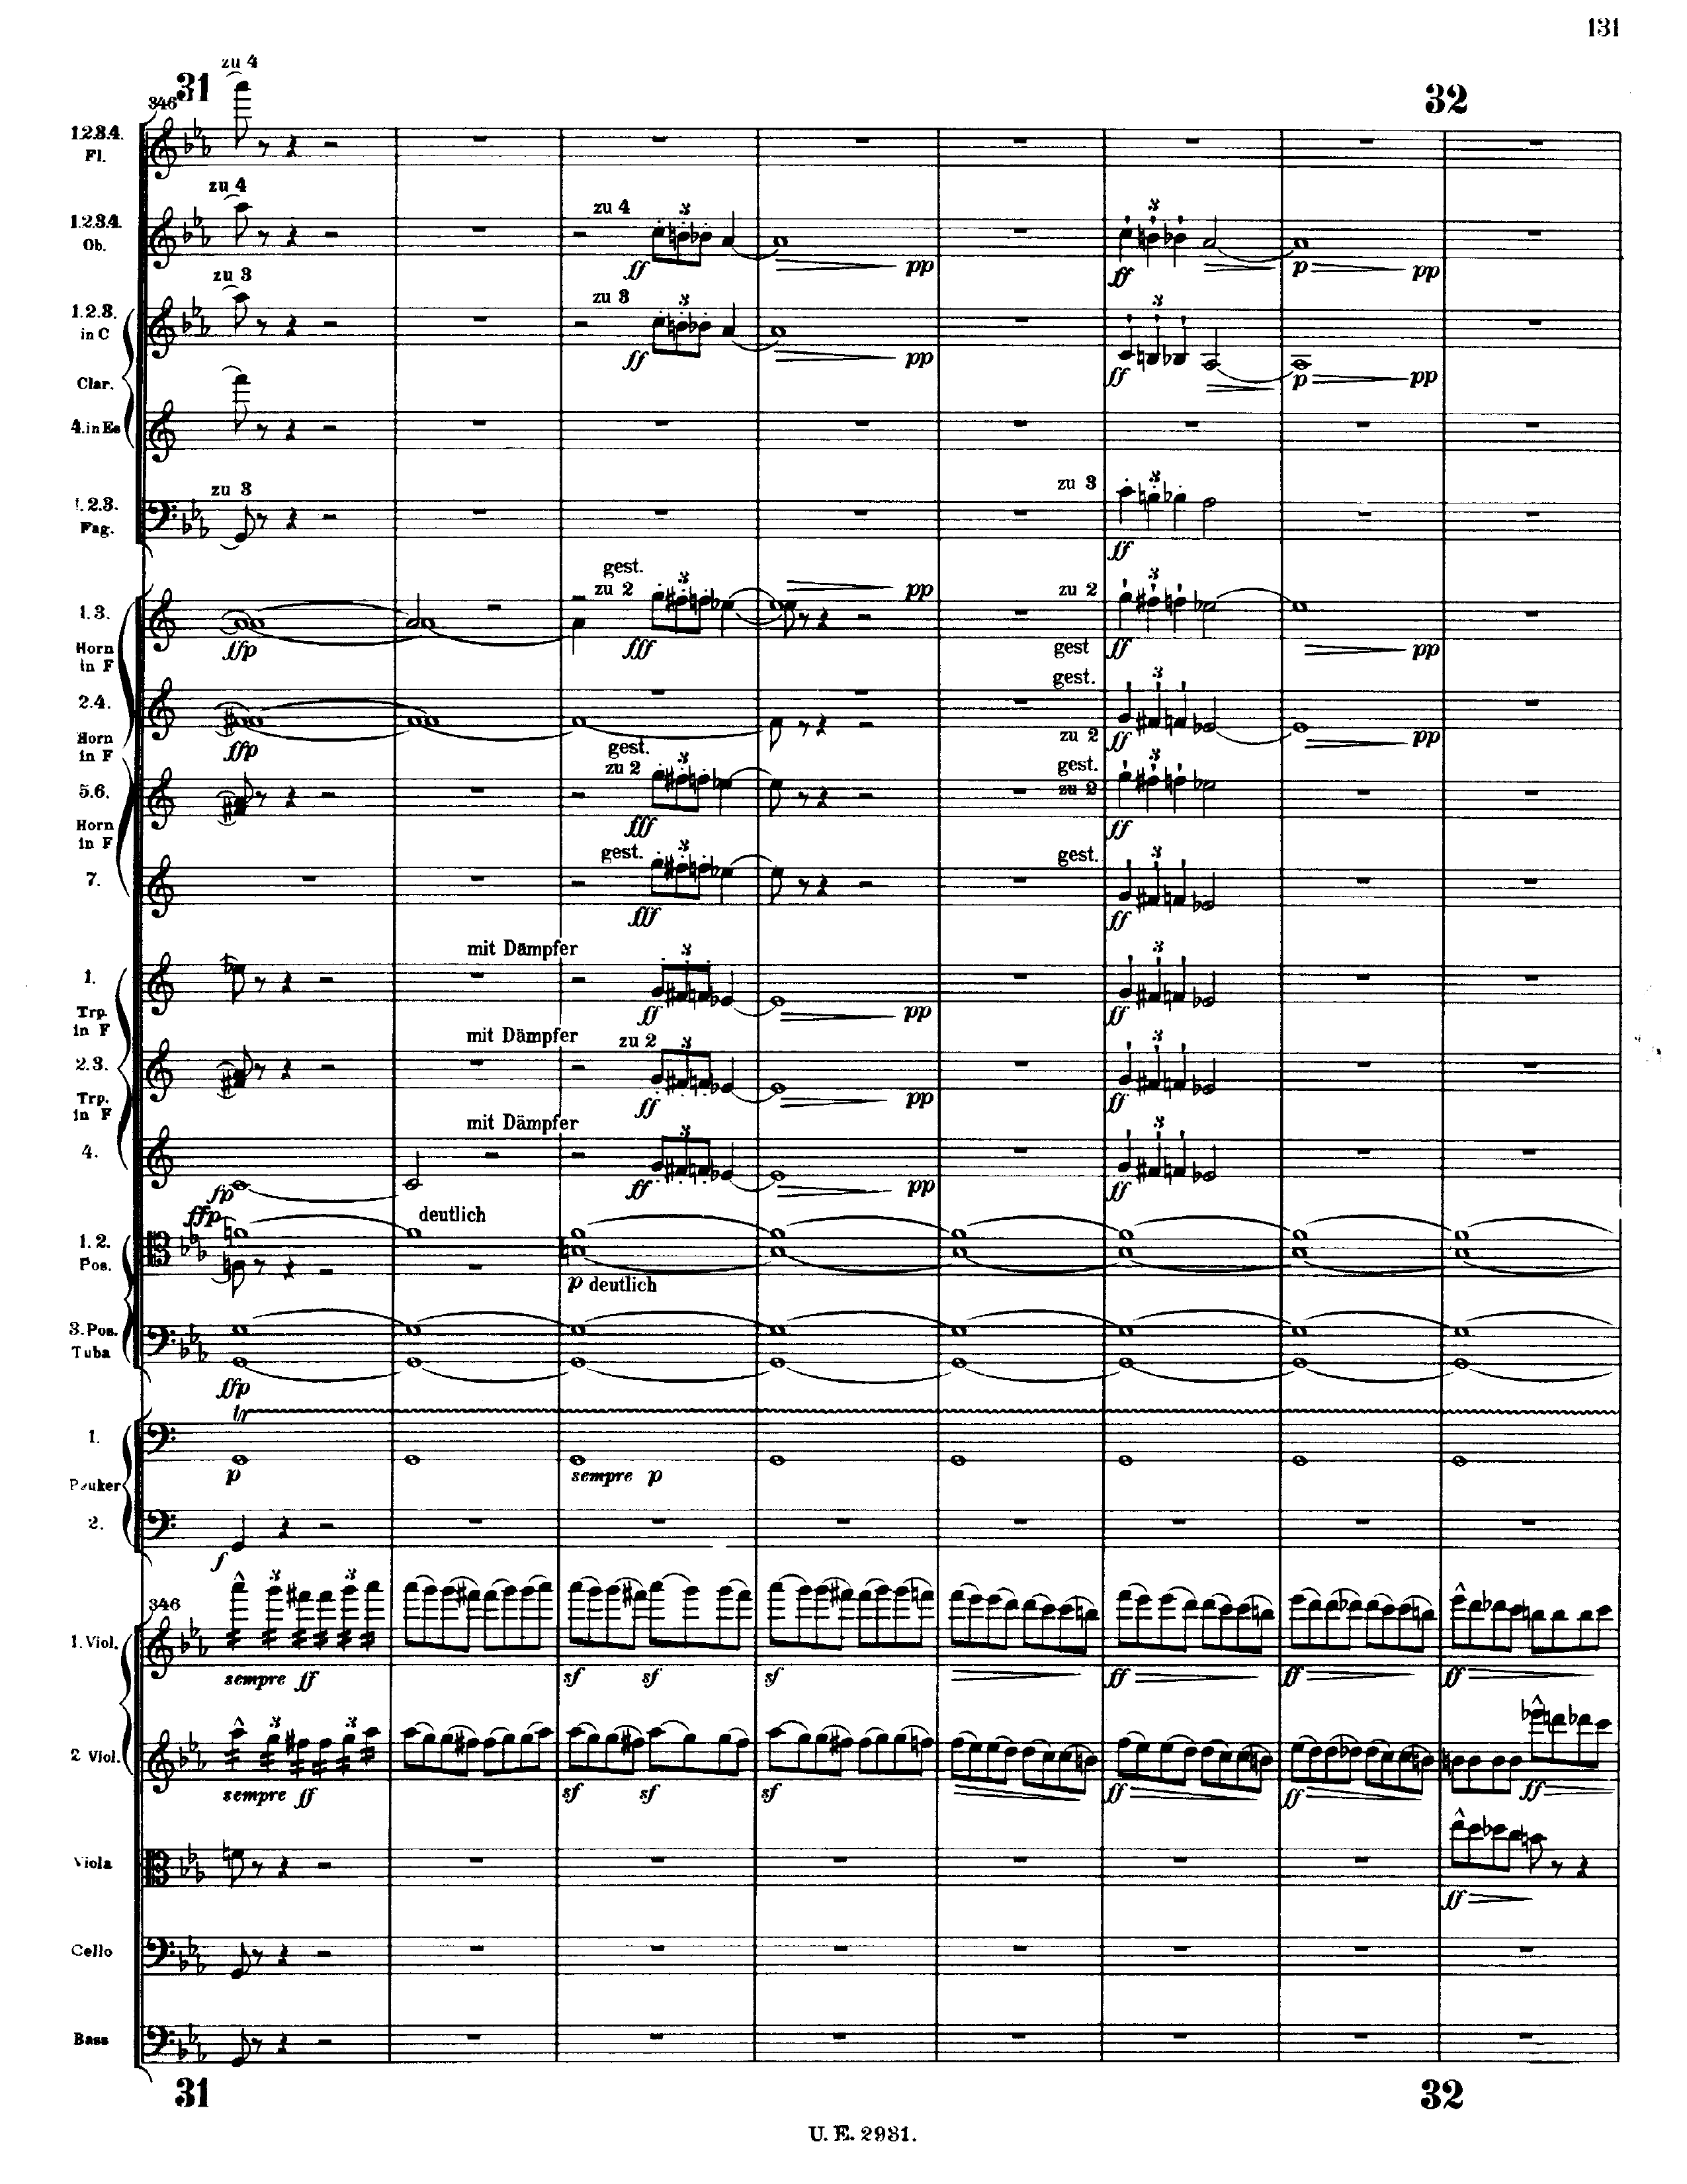 131
zu 4
31
346
32
1.2.3.4.
Fl.
zu 4
1.2.3.4.
Ob.
zu 4
3
3
ff
pp
ff
p
pp
zu 3
1.2.3.
in C
zu 3
3
3
ff
pp
ff
p
pp
Clar.
4. in Es
zu 3
zu 3
3
1.2.3.
Fag.
ff
gest.
zu 2
3
pp
zu 2
3
1.3.
Horn
in F
ffp
fff
gest
ff
pp
gest.
3
2.4.
Horn
in F
ffp
zu 2
ff
pp
gest.
zu 2
3
gest.
zu 2
3
5.6.
Horn
in F
fff
ff
gest.
3
gest.
3
7.
fff
ff
mit Dämpfer
3
3
1.
Trp.
in F
ff
pp
ff
mit Dämpfer
zu 2
3
3
2.3.
Trp.
in F
ff
pp
ff
mit Dämpfer
3
3
4.
fp
ff
pp
ff
ffp
deutlich
1. 2.
Pos.
p deutlich
3. Pos.
Tuba
ffp
tr
1.
p
sempre p
Pauker
2.
f
346
3
3
1. Viol.
sempre ff
sf
sf
sf
ff
ff
ff
3
3
2 Viol.
sempre ff
sf
sf
sf
ff
ff
ff
Viola
ff
Cello
Bass
31
32
U. E. 2931.